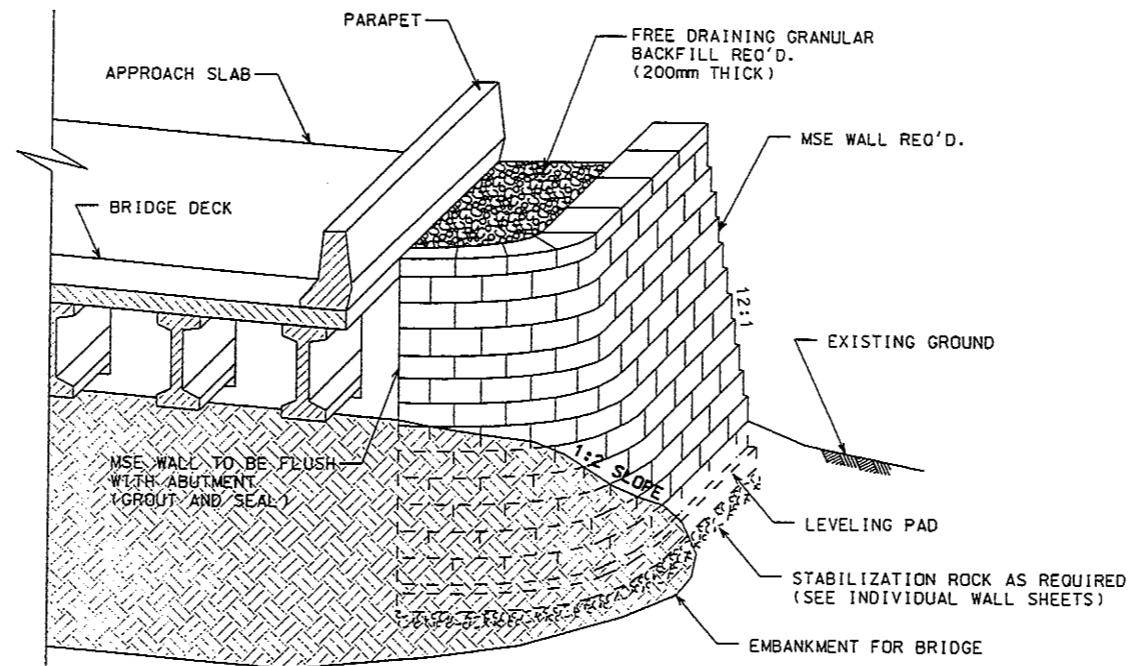 PARAPET
FREE DRAINING GRANULAR
BACKFILL REQ'D.
(200mm THICK)
APPROACH SLAB
MSE WALL REQ'D.
BRIDGE DECK
12:1
EXISTING GROUND
MSE WALL TO BE FLUSH
WITH ABUTMENT
(GROUT AND SEAL)
1:2 SLOPE
LEVELING PAD
STABILIZATION ROCK AS REQUIRED
(SEE INDIVIDUAL WALL SHEETS)
EMBANKMENT FOR BRIDGE